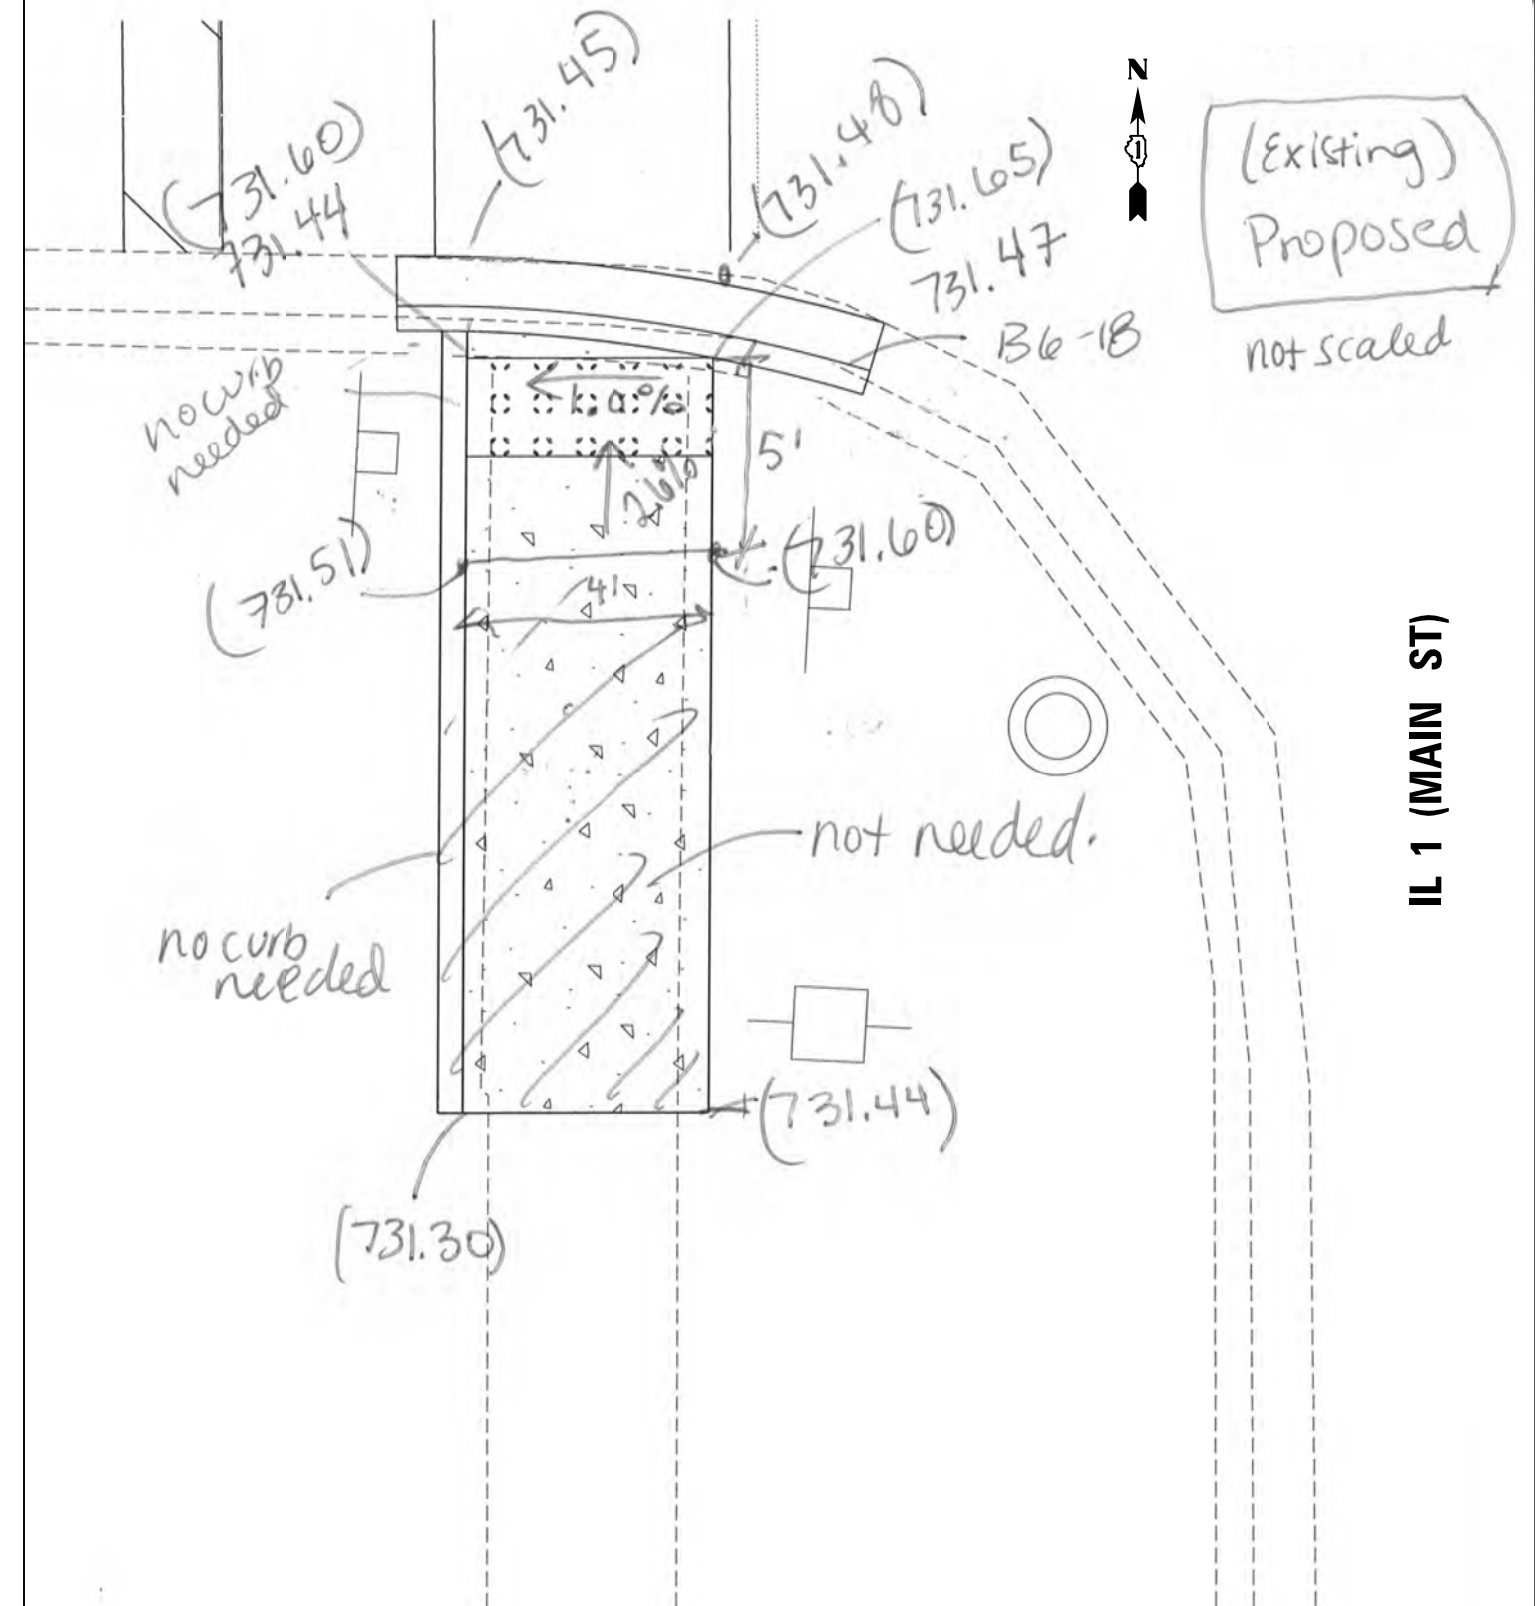 (731.45)
N
1
(731.60)
731.44
(731.48)
(731.65)
731.47
B6-18
(Existing)
Proposed
not scaled
no curb
needed
1.0%
5'
2.6%
(731.51)
(731.60)
4'
IL 1 (MAIN ST)
not needed.
no curb
needed
(731.44)
(731.30)